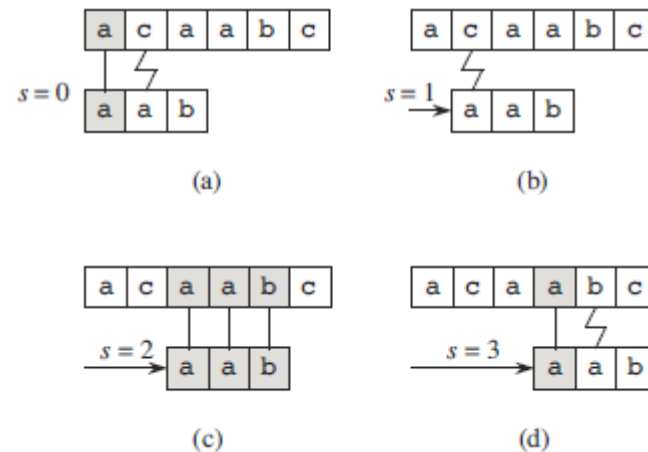 a c a a b c
s = 0
a a b
(a)
a c a a b c
s = 1
a a b
(b)
a c a a b c
s = 2
a a b
(c)
a c a a b c
s = 3
a a b
(d)